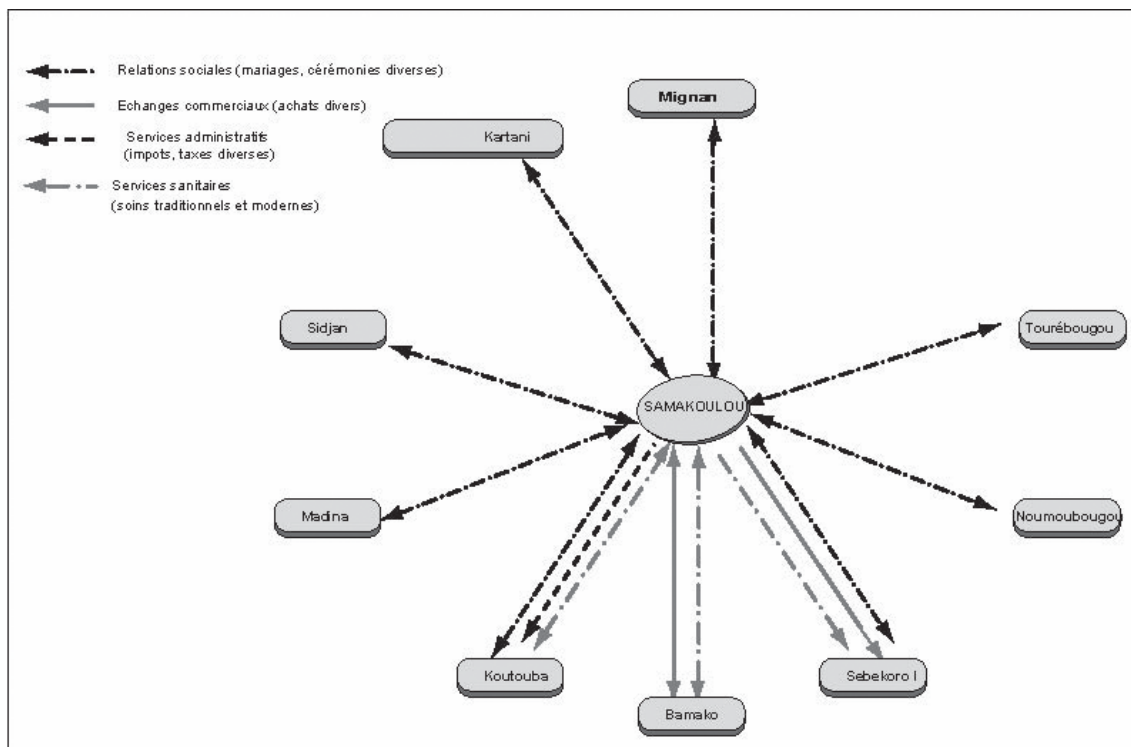 Relations sociales (mariages, cérémonies diverses)
Echanges commerciaux (achats divers)
Services administratifs
(impots, taxes diverses)
Services sanitaires
(soins traditionnels et modernes)
Mignan
Kartani
Sidjan
Tourébougou
SAMAKOULOU
Madina
Noumoubougou
Koutouba
Sebekoro I
Bamako